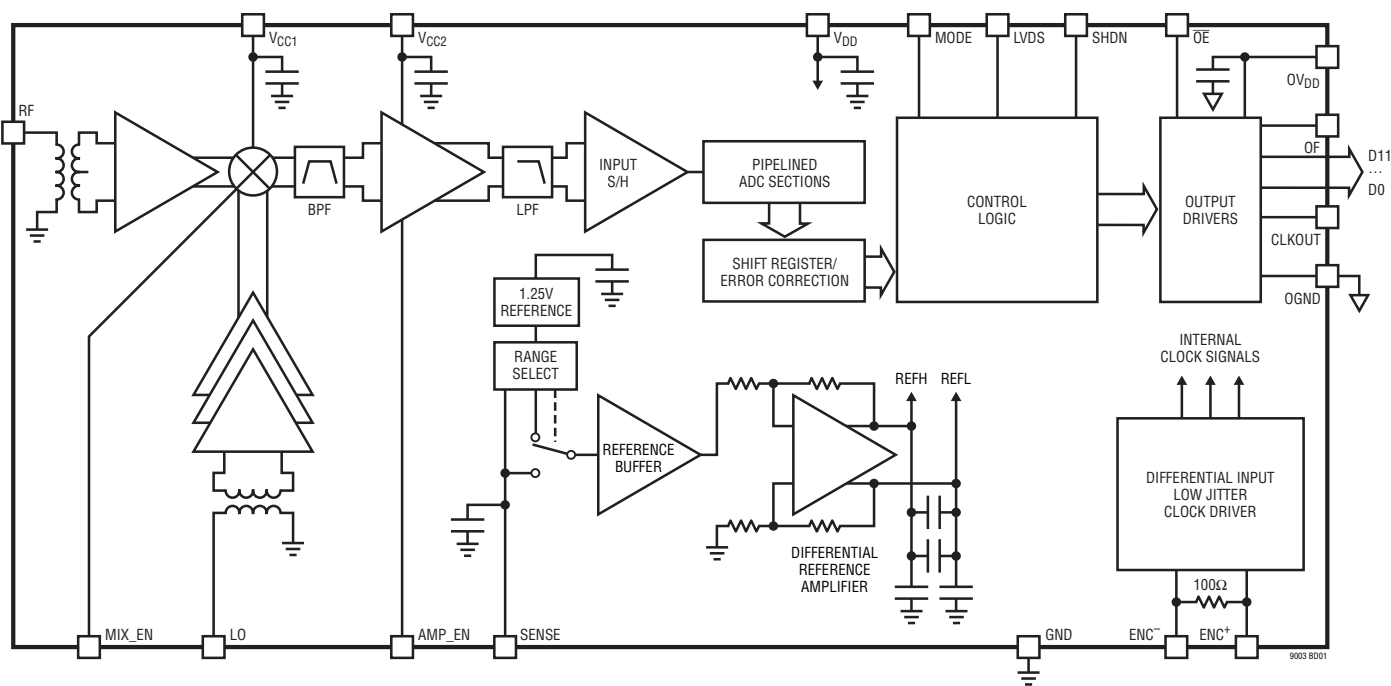 VCC1
VCC2
VDD
MODE
LVDS
SHDN
OE
OVDD
RF
OF
D11
...
D0
CLKOUT
OGND
BPF
LPF
INPUT
S/H
PIPELINED
ADC SECTIONS
SHIFT REGISTER/
ERROR CORRECTION
CONTROL
LOGIC
OUTPUT
DRIVERS
1.25V
REFERENCE
RANGE
SELECT
REFERENCE
BUFFER
REFH
REFL
DIFFERENTIAL
REFERENCE
AMPLIFIER
INTERNAL
CLOCK SIGNALS
DIFFERENTIAL INPUT
LOW JITTER
CLOCK DRIVER
100Ω
MIX_EN
LO
AMP_EN
SENSE
GND
ENC–
ENC+
9003 BD01